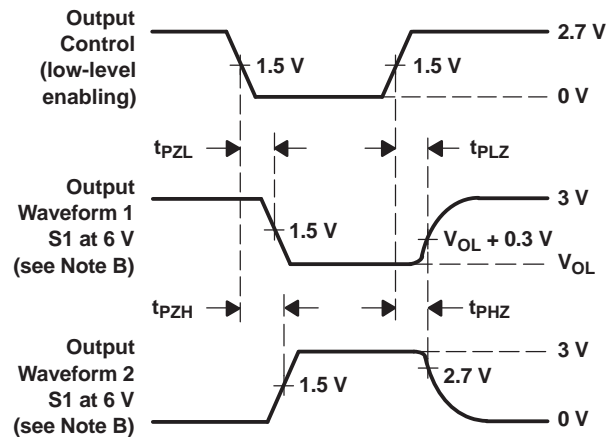 Output
Control
(low-level
enabling)
1.5 V
1.5 V
2.7 V
0 V
tPZL
tPLZ
Output
Waveform 1
S1 at 6 V
(see Note B)
1.5 V
3 V
VOL + 0.3 V
VOL
tPZH
tPHZ
Output
Waveform 2
S1 at 6 V
(see Note B)
1.5 V
3 V
2.7 V
0 V